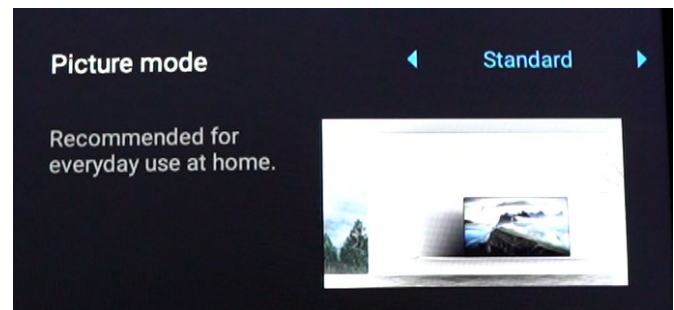 Picture mode
Standard
Recommended for
everyday use at home.